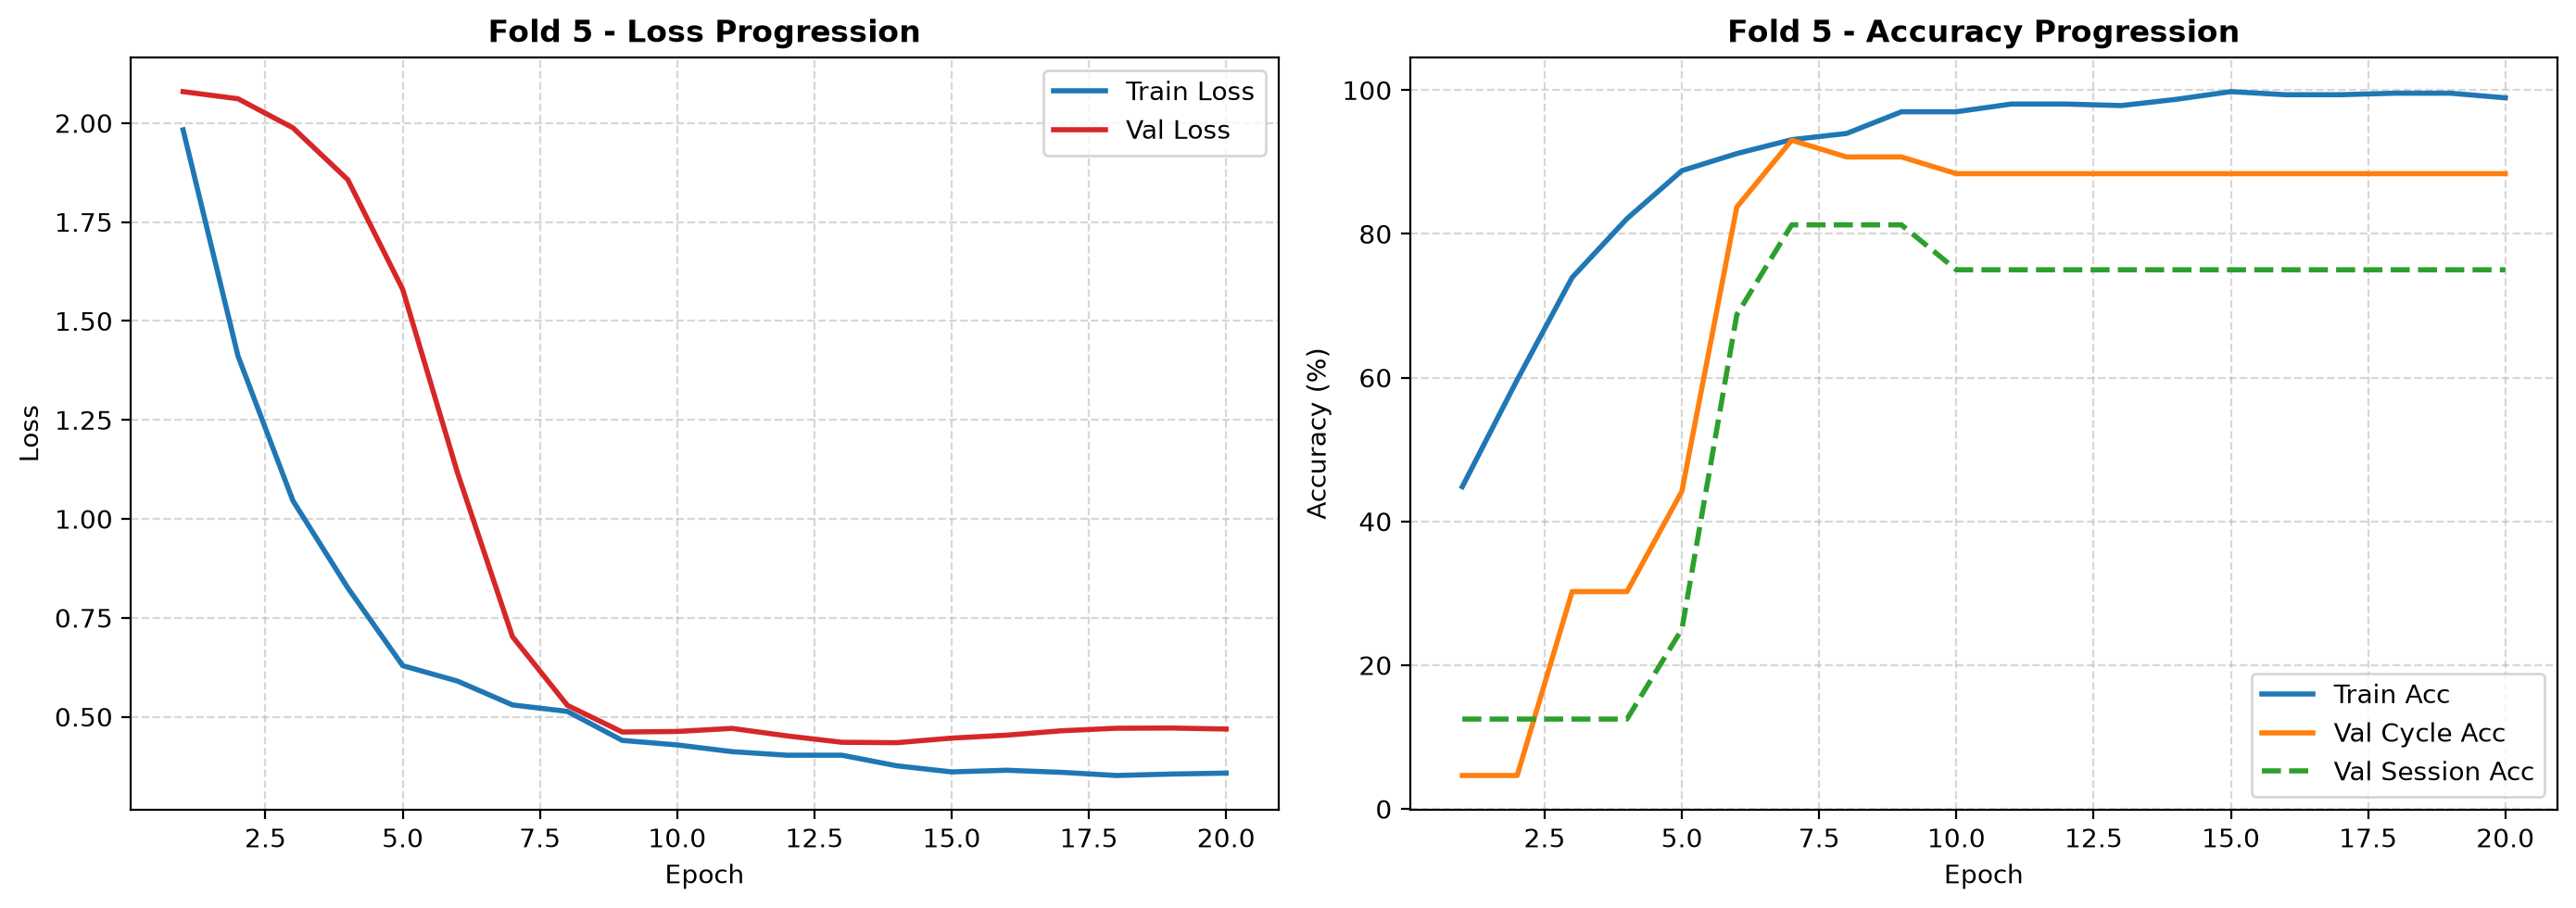 Fold 5 - Loss Progression
Train Loss
Val Loss
2.00
1.75
1.50
1.25
1.00
0.75
0.50
Loss
2.5 5.0 7.5 10.0 12.5 15.0 17.5 20.0
Epoch
Fold 5 - Accuracy Progression
100
80
60
40
20
0
Accuracy (%)
Train Acc
Val Cycle Acc
Val Session Acc
2.5 5.0 7.5 10.0 12.5 15.0 17.5 20.0
Epoch